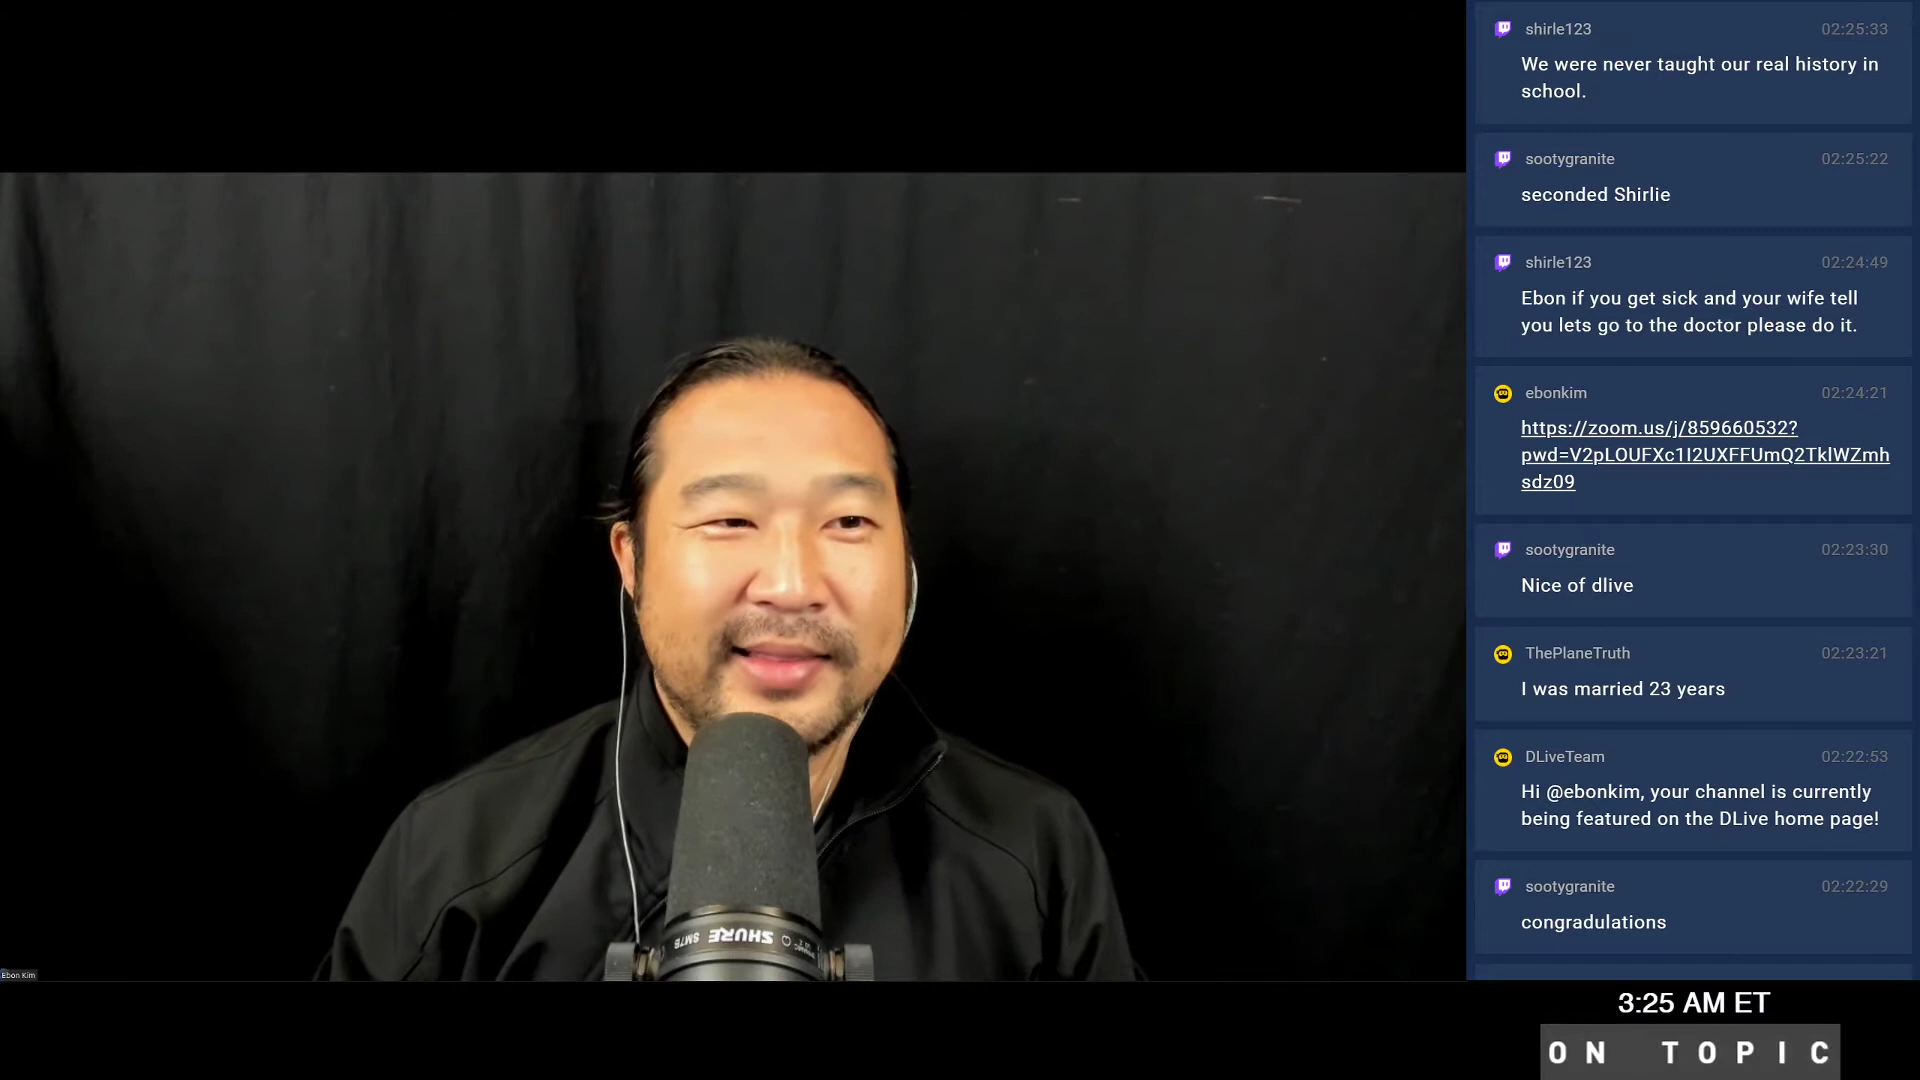 shirle123 02:25:33
We were never taught our real history in
school.
sootygranite 02:25:22
seconded Shirlie
shirle123 02:24:49
Ebon if you get sick and your wife tell
you lets go to the doctor please do it.
ebonkim 02:24:21
https://zoom.us/j/859660532?
pwd=V2pLOUFXc1I2UXFFUmQ2TklWZmh
sdz09
sootygranite 02:23:30
Nice of dlive
ThePlaneTruth 02:23:21
I was married 23 years
DLiveTeam 02:22:53
Hi @ebonkim, your channel is currently
being featured on the DLive home page!
sootygranite 02:22:29
congradulations
SHURE SM7B
Ebon Kim
3:25 AM ET
ON TOPIC